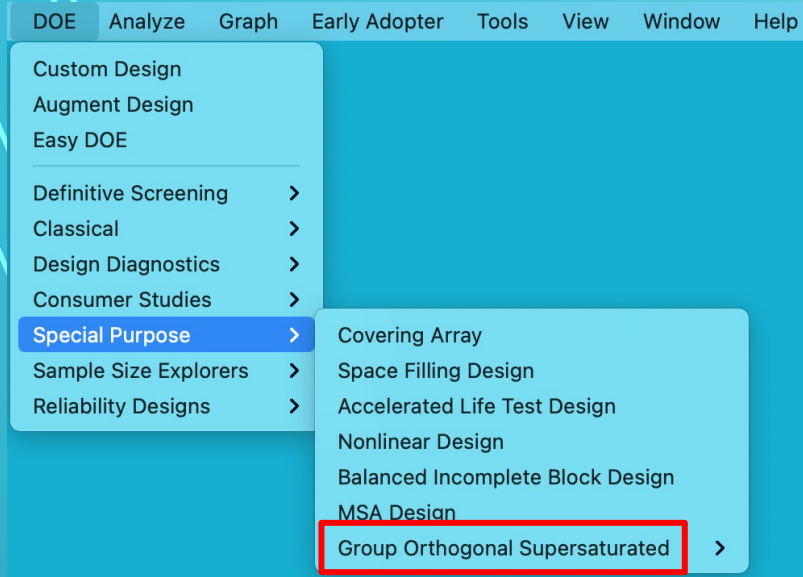 DOE Analyze Graph Early Adopter Tools View Window Help
Custom Design
Augment Design
Easy DOE
Definitive Screening
Classical
Design Diagnostics
Consumer Studies
Special Purpose
Sample Size Explorers
Reliability Designs
Covering Array
Space Filling Design
Accelerated Life Test Design
Nonlinear Design
Balanced Incomplete Block Design
MSA Design
Group Orthogonal Supersaturated